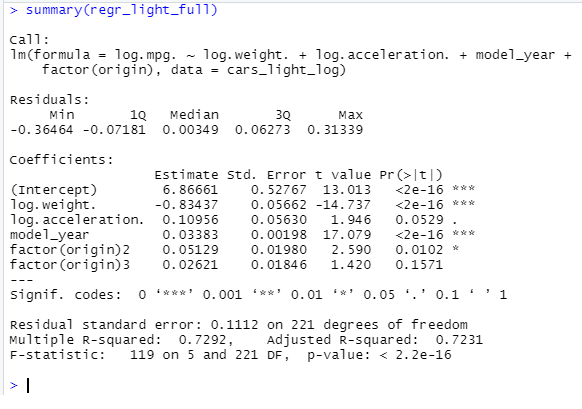 > summary(regr_light_full)
Call:
lm(formula = log.mpg. ~ log.weight. + log.acceleration. + model_year +
    factor(origin), data = cars_light_log)
Residuals:
     Min       1Q   Median       3Q      Max
-0.36464 -0.07181  0.00349  0.06273  0.31339
Coefficients:
                  Estimate Std. Error t value Pr(>|t|)
(Intercept)        6.86661    0.52767  13.013   <2e-16 ***
log.weight.       -0.83437    0.05662 -14.737   <2e-16 ***
log.acceleration.  0.10956    0.05630   1.946   0.0529 .
model_year         0.03383    0.00198  17.079   <2e-16 ***
factor(origin)2    0.05129    0.01980   2.590   0.0102 *
factor(origin)3    0.02621    0.01846   1.420   0.1571
---
Signif. codes:  0 ‘***’ 0.001 ‘**’ 0.01 ‘*’ 0.05 ‘.’ 0.1 ‘ ’ 1
Residual standard error: 0.1112 on 221 degrees of freedom
Multiple R-squared:  0.7292,    Adjusted R-squared:  0.7231
F-statistic:   119 on 5 and 221 DF,  p-value: < 2.2e-16
>